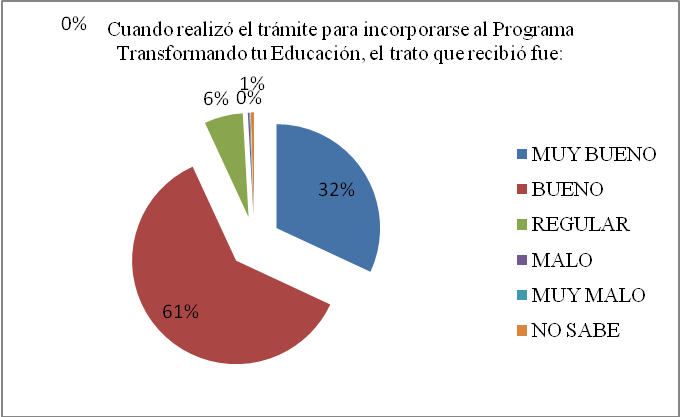 0%
Cuando realizó el trámite para incorporarse al Programa
Transformando tu Educación, el trato que recibió fue:
1%
6%
0%
32%
61%
MUY BUENO
BUENO
REGULAR
MALO
MUY MALO
NO SABE